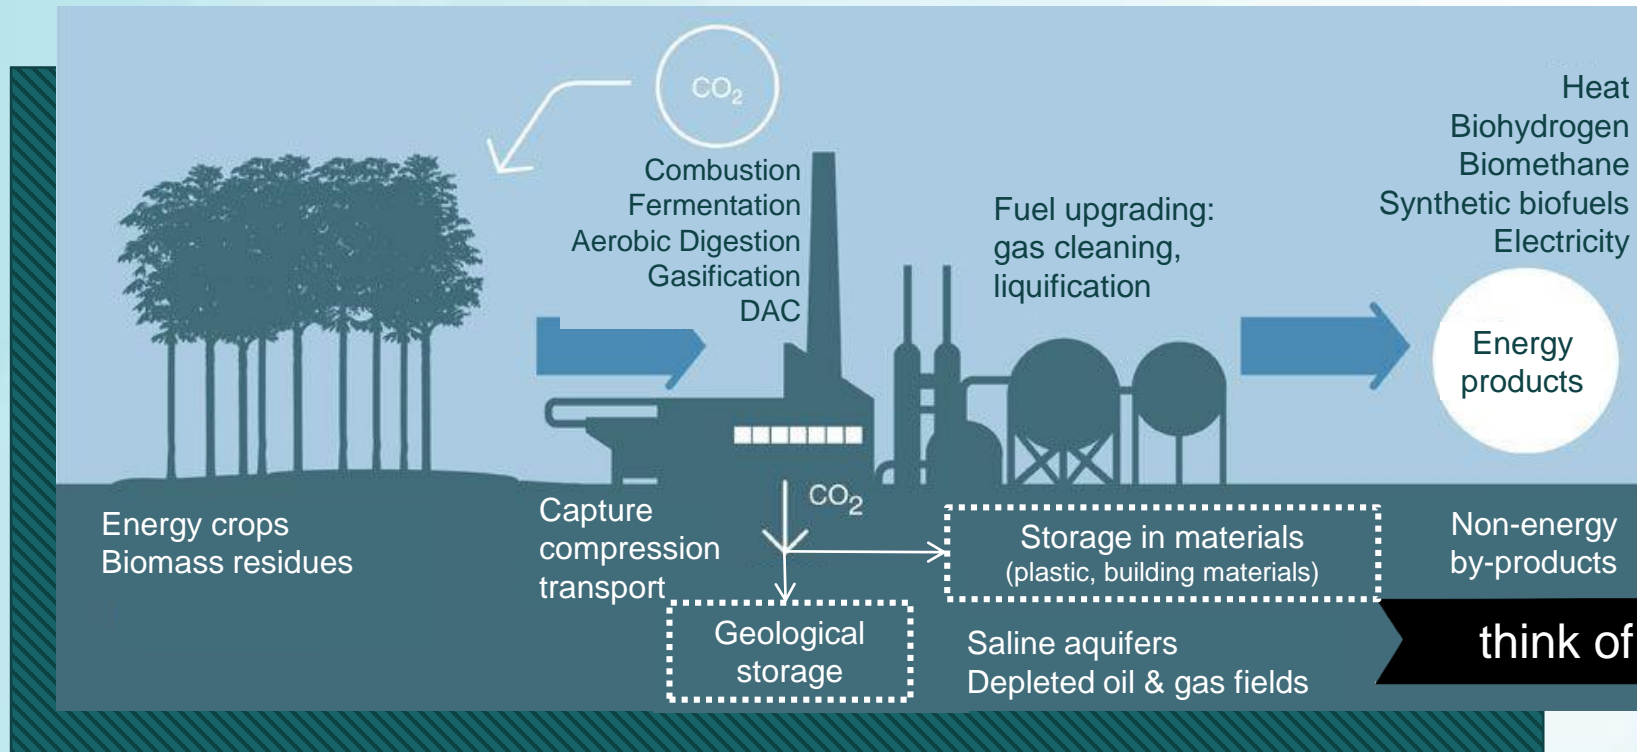 CO₂
Combustion
Fermentation
Aerobic Digestion
Gasification
DAC
Fuel upgrading:
gas cleaning,
liquification
Heat
Biohydrogen
Biomethane
Synthetic biofuels
Electricity
Energy
products
Energy crops
Biomass residues
Capture
compression
transport
CO₂
Storage in materials
(plastic, building materials)
Non-energy
by-products
Geological
storage
Saline aquifers
Depleted oil & gas fields
think of